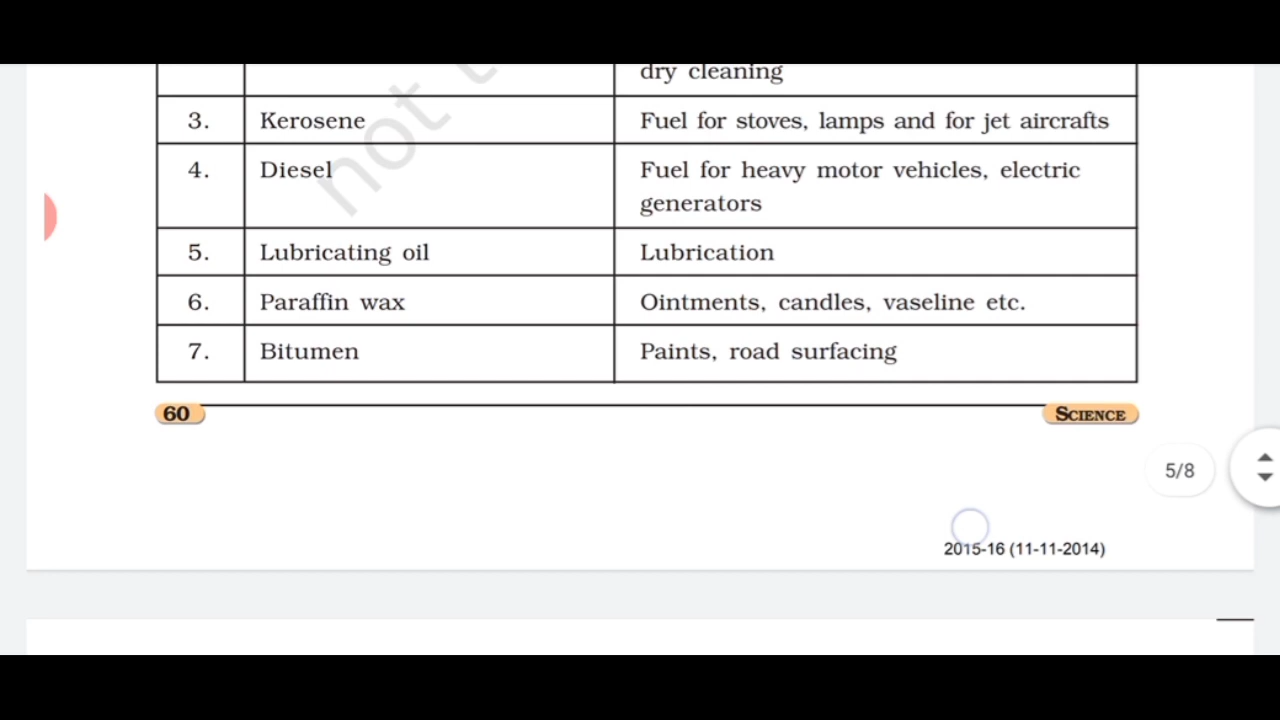 dry cleaning
3. Kerosene Fuel for stoves, lamps and for jet aircrafts
4. Diesel Fuel for heavy motor vehicles, electric
generators
5. Lubricating oil Lubrication
6. Paraffin wax Ointments, candles, vaseline etc.
7. Bitumen Paints, road surfacing
not t
60 SCIENCE
5/8
2015-16 (11-11-2014)